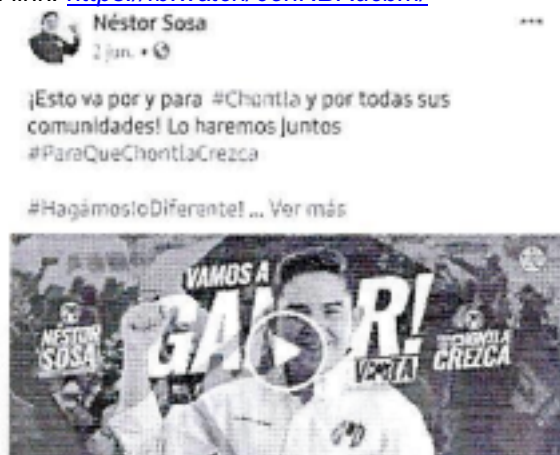 Néstor Sosa
2 jun. •
¡Esto va por y para #Chontla y por todas sus
comunidades! Lo haremos juntos
#ParaQueChontlaCrezca
#HagámosloDiferente! ... Ver más
VAMOS A
NÉSTOR
SOSA
CHONTLA
CREZCA